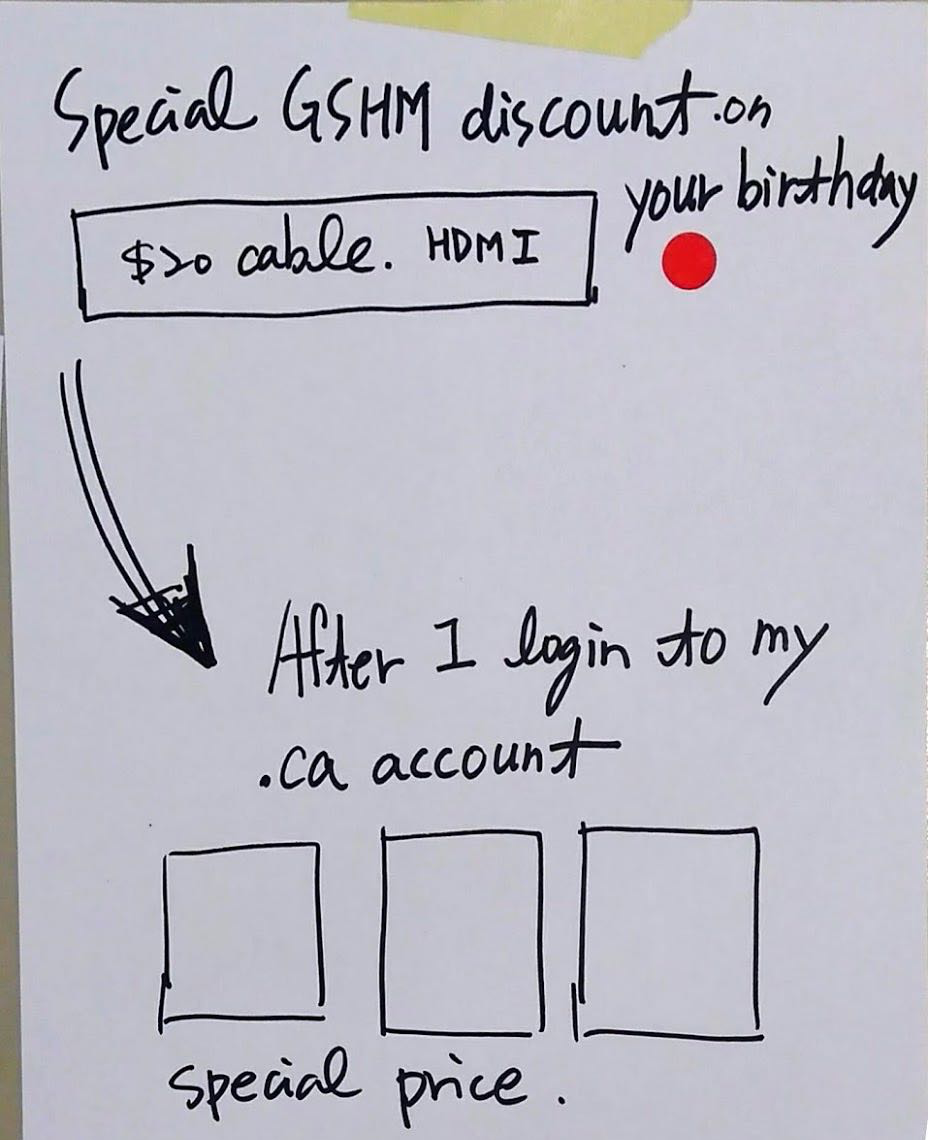 Special GSHM discount.on
your birthday
$20 cable. HDMI
After I login to my
.ca account
special price.